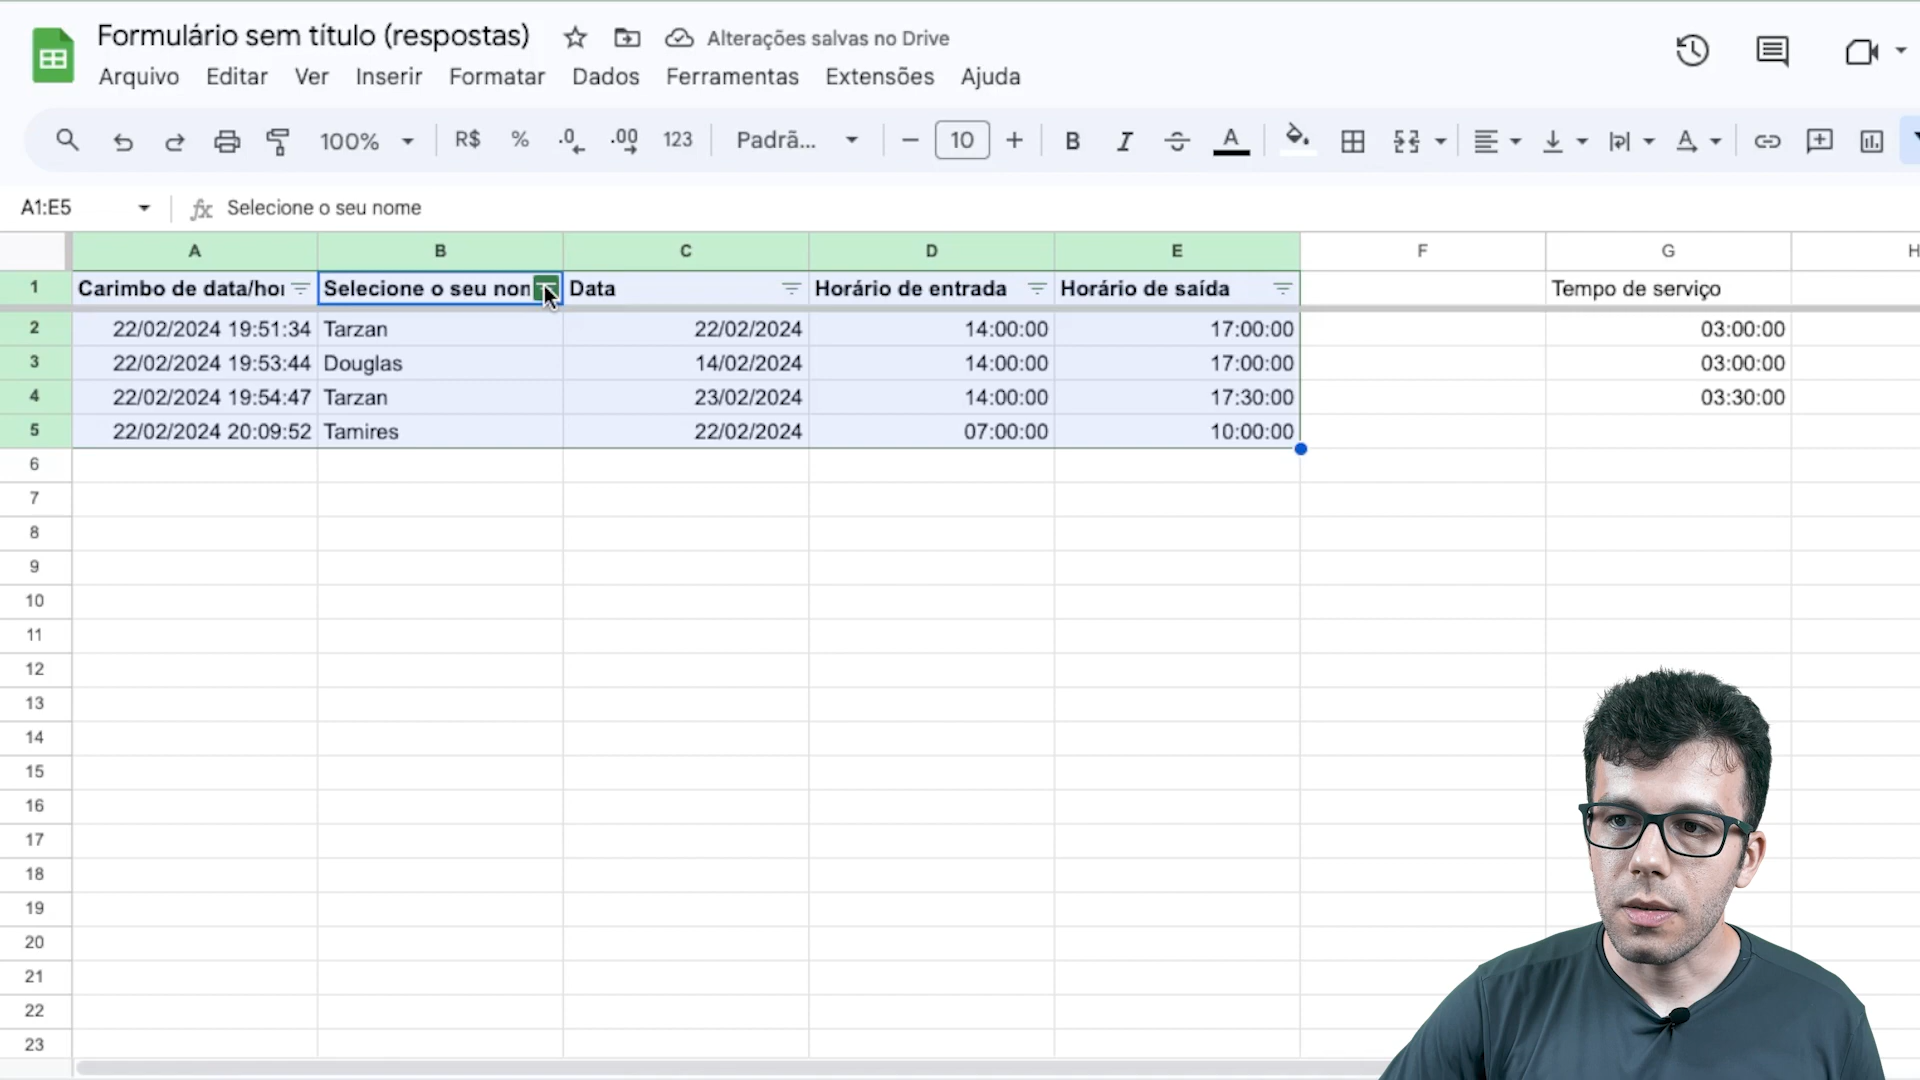 Formulário sem título (respostas)
Alterações salvas no Drive
Arquivo Editar Ver Inserir Formatar Dados Ferramentas Extensões Ajuda
100% R$ % .0 .00 123 Padrã... 10 B I A A
A1:E5 fx Selecione o seu nome
A B C D E F G H
1 Carimbo de data/hor Selecione o seu nom Data Horário de entrada Horário de saída Tempo de serviço
2 22/02/2024 19:51:34 Tarzan 22/02/2024 14:00:00 17:00:00 03:00:00
3 22/02/2024 19:53:44 Douglas 14/02/2024 14:00:00 17:00:00 03:00:00
4 22/02/2024 19:54:47 Tarzan 23/02/2024 14:00:00 17:30:00 03:30:00
5 22/02/2024 20:09:52 Tamires 22/02/2024 07:00:00 10:00:00
6
7
8
9
10
11
12
13
14
15
16
17
18
19
20
21
22
23